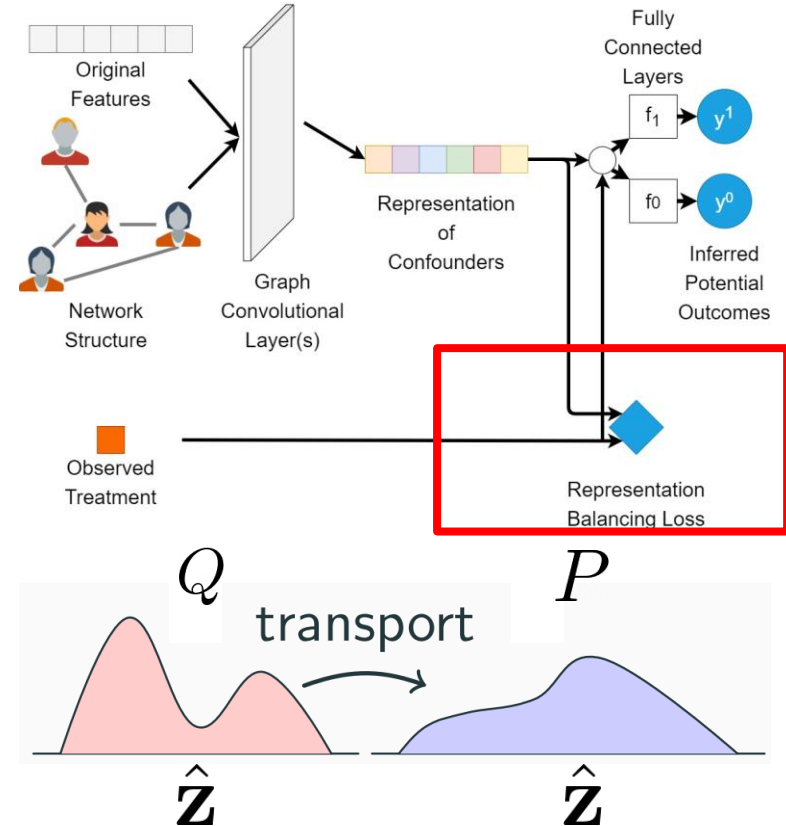 Original
Features
Network
Structure
Graph
Convolutional
Layer(s)
Representation
of
Confounders
Fully
Connected
Layers
f₁
y¹
f₀
y⁰
Inferred
Potential
Outcomes
Observed
Treatment
Representation
Balancing Loss
Q
P
transport
ẑ
ẑ